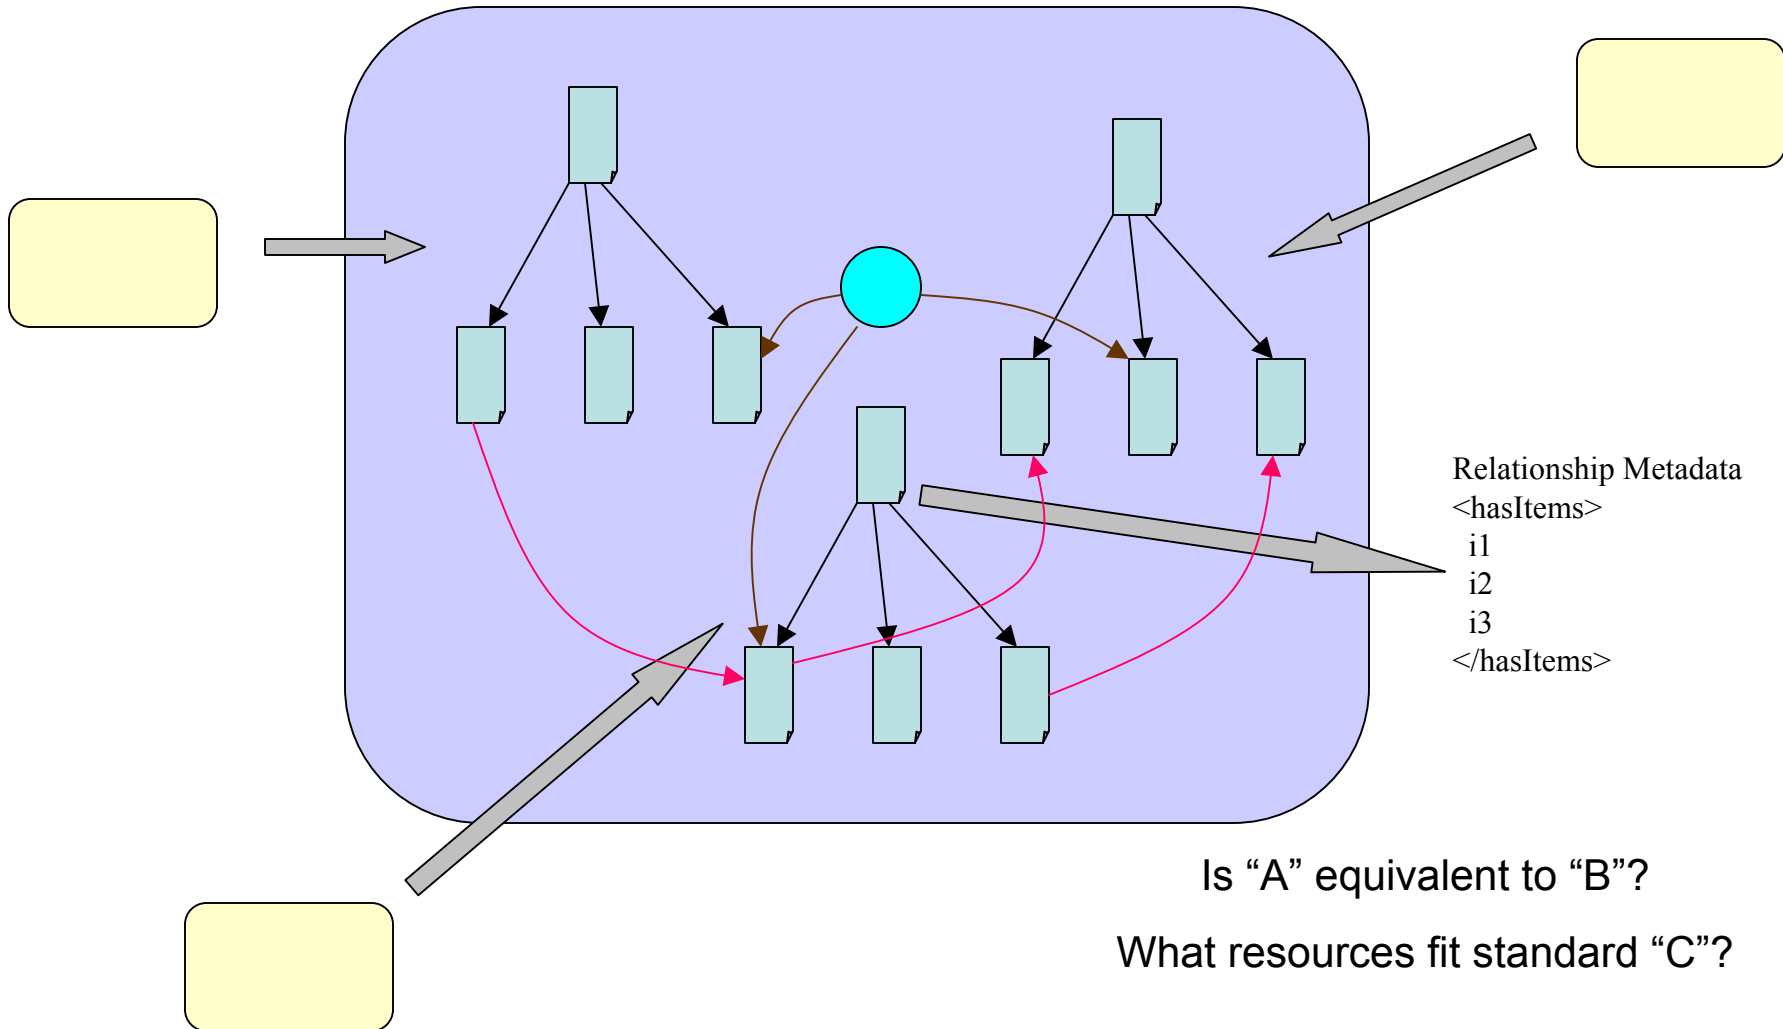 Relationship Metadata
<hasItems>
i1
i2
i3
</hasItems>
Is “A” equivalent to “B”?
What resources fit standard “C”?